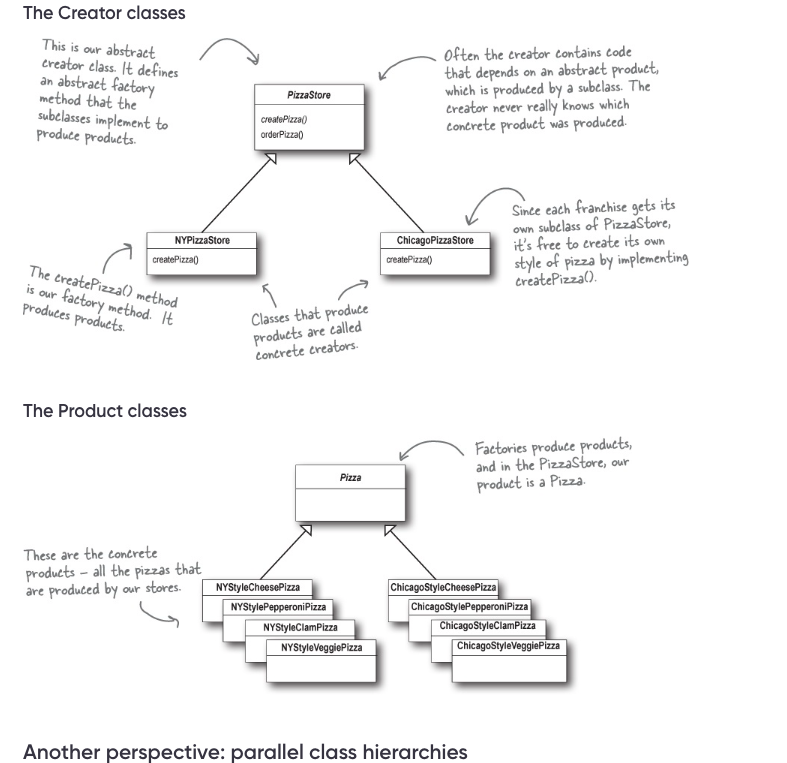 The Creator classes
This is our abstract
creator class. It defines
an abstract factory
method that the
subclasses implement to
produce products.
Often the creator contains code
that depends on an abstract product,
which is produced by a subclass. The
creator never really knows which
concrete product was produced.
PizzaStore
createPizza()
orderPizza()
NYPizzaStore
createPizza()
ChicagoPizzaStore
createPizza()
Since each franchise gets its
own subclass of PizzaStore,
it's free to create its own
style of pizza by implementing
createPizza().
The createPizza() method
is our factory method. It
produces products.
Classes that produce
products are called
concrete creators.
The Product classes
Pizza
Factories produce products,
and in the PizzaStore, our
product is a Pizza.
These are the concrete
products – all the pizzas that
are produced by our stores.
NYStyleCheesePizza
NYStylePepperoniPizza
NYStyleClamPizza
NYStyleVeggiePizza
ChicagoStyleCheesePizza
ChicagoStylePepperoniPizza
ChicagoStyleClamPizza
ChicagoStyleVeggiePizza
Another perspective: parallel class hierarchies